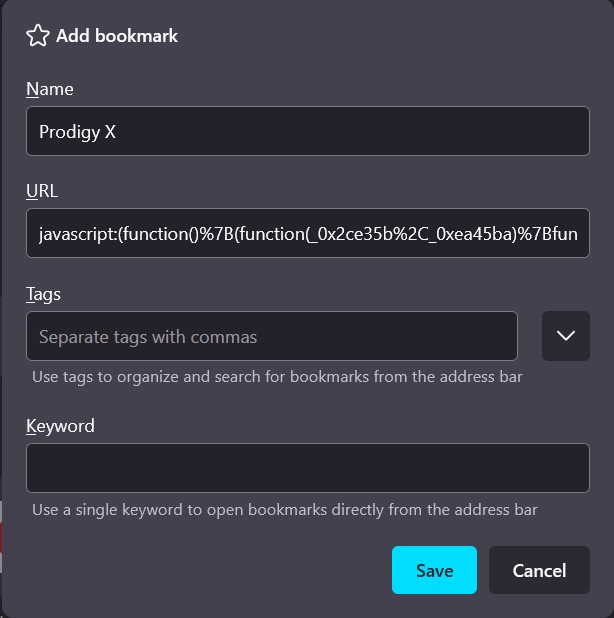 Add bookmark
Name
Prodigy X
URL
javascript:(function()%7B(function(_0x2ce35b%2C_0xea45ba)%7Bfun
Tags
Separate tags with commas
Use tags to organize and search for bookmarks from the address bar
Keyword
Use a single keyword to open bookmarks directly from the address bar
Save Cancel